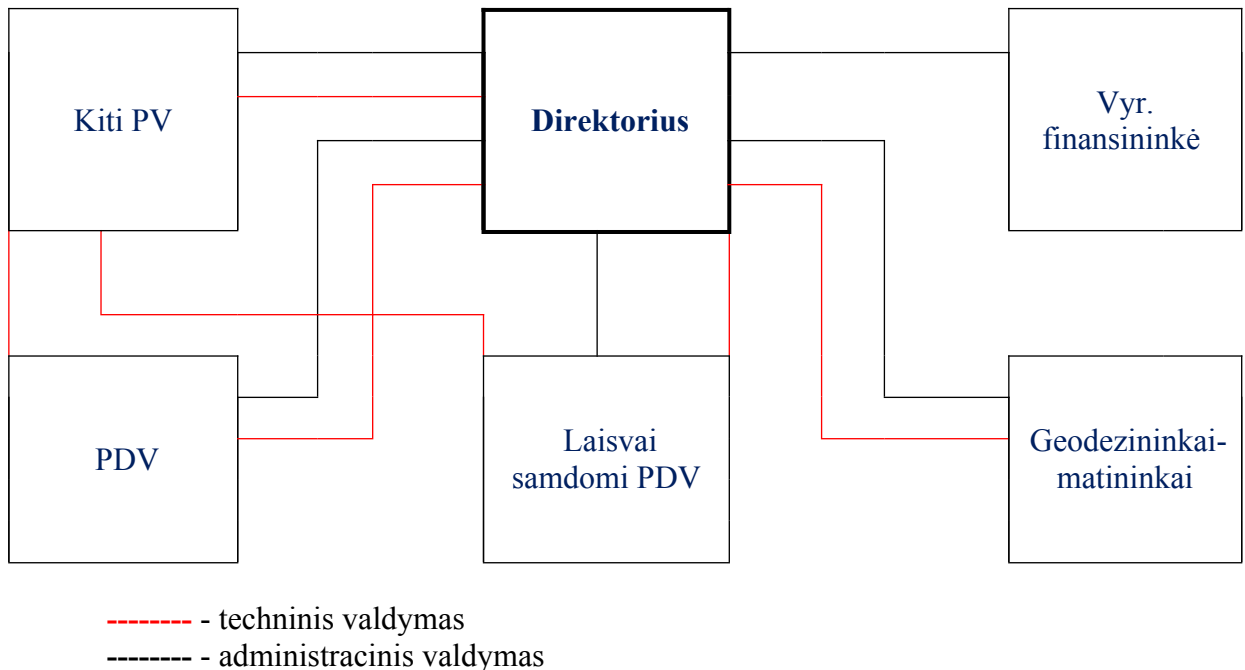 Kiti PV
Direktorius
Vyr.
finansininkė
PDV
Laisvai
samdomi PDV
Geodezininkai-
matininkai
-------- - techninis valdymas
-------- - administracinis valdymas